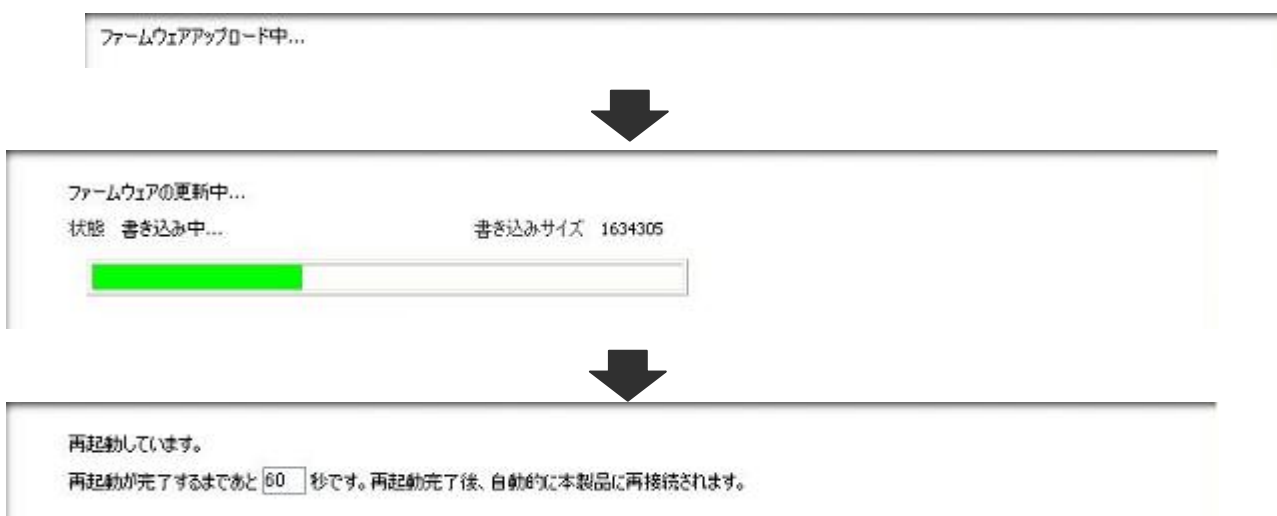 ファームウェアアップロード中...
ファームウェアの更新中...
状態 書き込み中... 書き込みサイズ 1634305
再起動しています。
再起動が完了するまであと 60 秒です。再起動完了後、自動的に本製品に再接続されます。